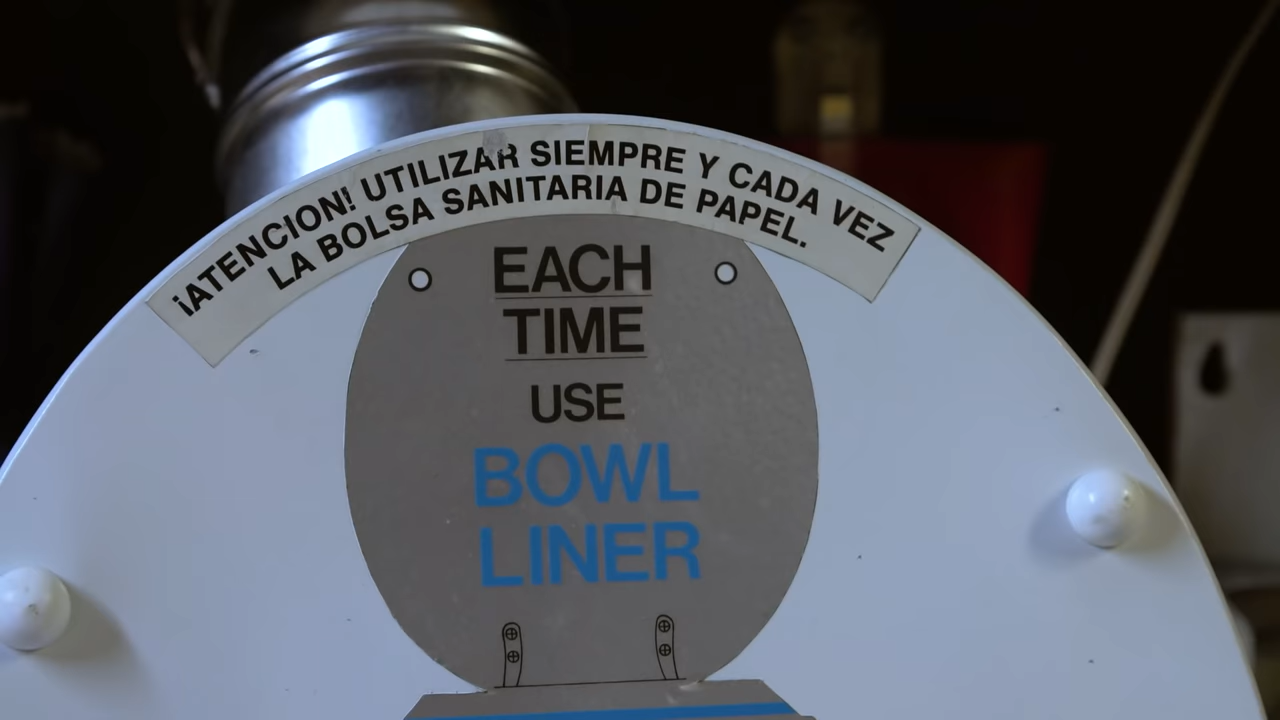 ¡ATENCION! UTILIZAR SIEMPRE Y CADA VEZ
LA BOLSA SANITARIA DE PAPEL.
EACH
TIME
USE
BOWL
LINER